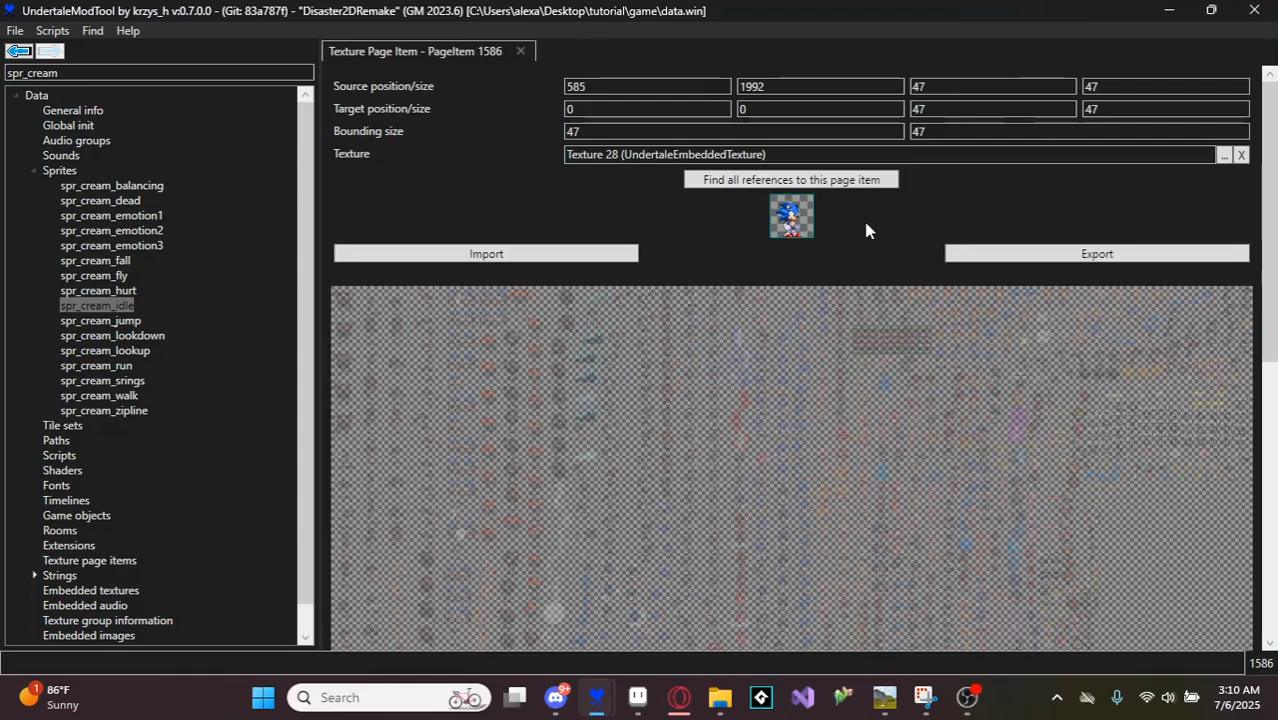 UndertaleModTool by krzys_h v:0.7.0.0 - (Git: 83a787f) - "Disaster2DRemake" (GM 2023.6) [C:\Users\alexa\Desktop\tutorial\game\data.win]
File Scripts Find Help
Texture Page Item - PageItem 1586
spr_cream
Data
General info
Global init
Audio groups
Sounds
Sprites
spr_cream_balancing
spr_cream_dead
spr_cream_emotion1
spr_cream_emotion2
spr_cream_emotion3
spr_cream_fall
spr_cream_fly
spr_cream_hurt
spr_cream_idle
spr_cream_jump
spr_cream_lookdown
spr_cream_lookup
spr_cream_run
spr_cream_srings
spr_cream_walk
spr_cream_zipline
Tile sets
Paths
Scripts
Shaders
Fonts
Timelines
Game objects
Rooms
Extensions
Texture page items
Strings
Embedded textures
Embedded audio
Texture group information
Embedded images
Source position/size 585 1992 47 47
Target position/size 0 0 47 47
Bounding size 47 47
Texture Texture 28 (UndertaleEmbeddedTexture) ... X
Find all references to this page item
Import Export
1586
1 86°F
Sunny
Search
9+
3:10 AM
7/6/2025